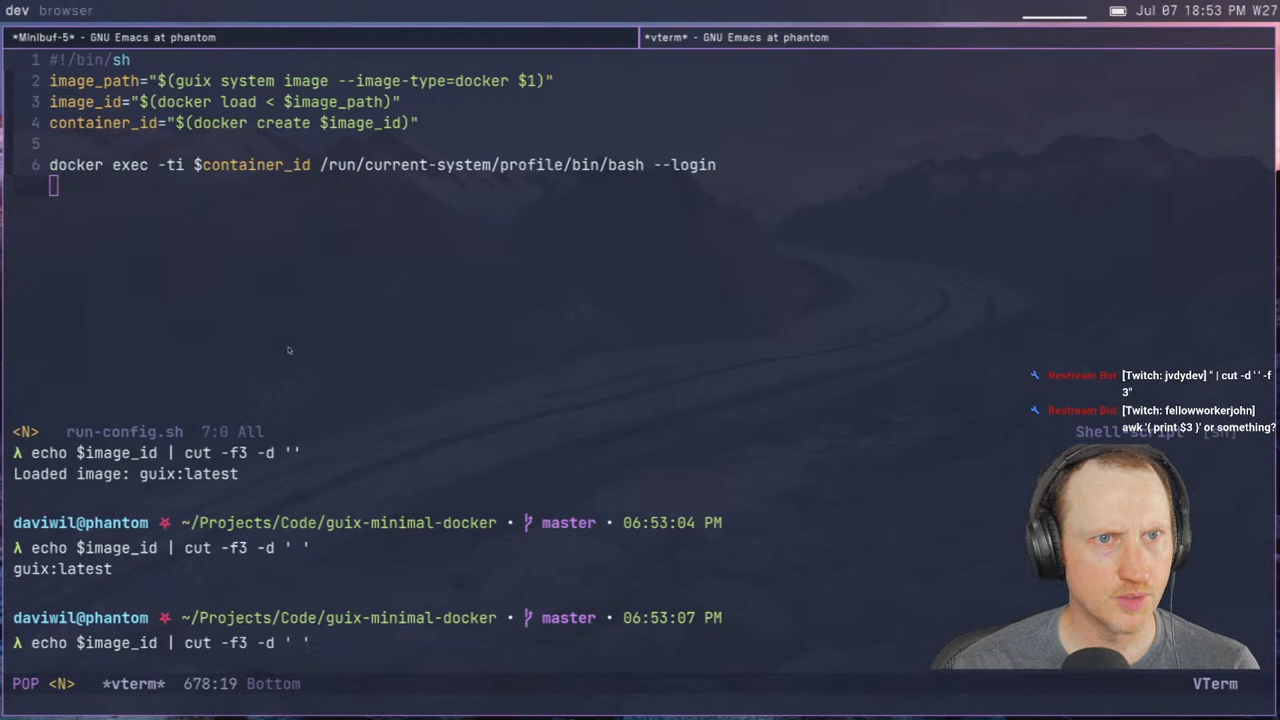 dev browser
Jul 07 18:53 PM W27
*Minibuf-5* - GNU Emacs at phantom
*vterm* - GNU Emacs at phantom
1 #!/bin/sh
2 image_path="$(guix system image --image-type=docker $1)"
3 image_id="$(docker load < $image_path)"
4 container_id="$(docker create $image_id)"
5
6 docker exec -ti $container_id /run/current-system/profile/bin/bash --login
Restream Bot [Twitch: jvdydev] " | cut -d ' ' -f
3"
Restream Bot [Twitch: fellowworkerjohn]
awk '{ print $3 }' or something?
<N> run-config.sh 7:0 All Shell-script [sh]
λ echo $image_id | cut -f3 -d ''
Loaded image: guix:latest
daviwil@phantom ~/Projects/Code/guix-minimal-docker • master • 06:53:04 PM
λ echo $image_id | cut -f3 -d ' '
guix:latest
daviwil@phantom ~/Projects/Code/guix-minimal-docker • master • 06:53:07 PM
λ echo $image_id | cut -f3 -d ' '
POP <N> *vterm* 678:19 Bottom VTerm